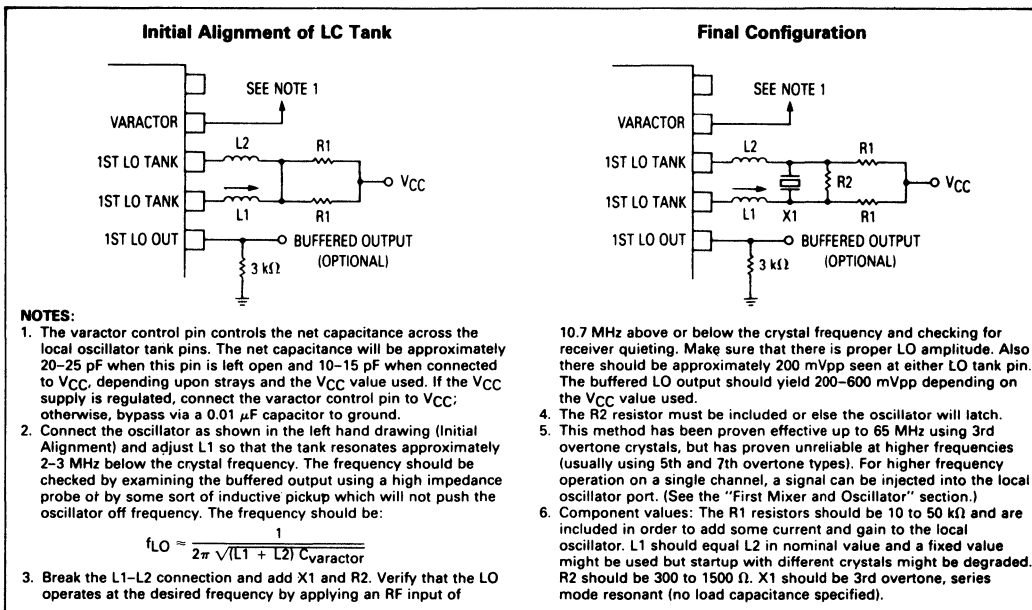 Initial Alignment of LC Tank
SEE NOTE 1
VARACTOR
L2
R1
1ST LO TANK
VCC
1ST LO TANK
L1
R1
1ST LO OUT
BUFFERED OUTPUT
(OPTIONAL)
3 kΩ
Final Configuration
SEE NOTE 1
VARACTOR
L2
R1
1ST LO TANK
R2
VCC
1ST LO TANK
L1
X1
R1
1ST LO OUT
BUFFERED OUTPUT
(OPTIONAL)
3 kΩ
NOTES:
1. The varactor control pin controls the net capacitance across the
local oscillator tank pins. The net capacitance will be approximately
20–25 pF when this pin is left open and 10–15 pF when connected
to VCC, depending upon strays and the VCC value used. If the VCC
supply is regulated, connect the varactor control pin to VCC;
otherwise, bypass via a 0.01 μF capacitor to ground.
2. Connect the oscillator as shown in the left hand drawing (Initial
Alignment) and adjust L1 so that the tank resonates approximately
2–3 MHz below the crystal frequency. The frequency should be
checked by examining the buffered output using a high impedance
probe or by some sort of inductive pickup which will not push the
oscillator off frequency. The frequency should be:
fLO ≈ 1 / 2π √(L1 + L2) Cvaractor
3. Break the L1–L2 connection and add X1 and R2. Verify that the LO
operates at the desired frequency by applying an RF input of
10.7 MHz above or below the crystal frequency and checking for
receiver quieting. Make sure that there is proper LO amplitude. Also
there should be approximately 200 mVpp seen at either LO tank pin.
The buffered LO output should yield 200–600 mVpp depending on
the VCC value used.
4. The R2 resistor must be included or else the oscillator will latch.
5. This method has been proven effective up to 65 MHz using 3rd
overtone crystals, but has proven unreliable at higher frequencies
(usually using 5th and 7th overtone types). For higher frequency
operation on a single channel, a signal can be injected into the local
oscillator port. (See the "First Mixer and Oscillator" section.)
6. Component values: The R1 resistors should be 10 to 50 kΩ and are
included in order to add some current and gain to the local
oscillator. L1 should equal L2 in nominal value and a fixed value
might be used but startup with different crystals might be degraded.
R2 should be 300 to 1500 Ω. X1 should be 3rd overtone, series
mode resonant (no load capacitance specified).